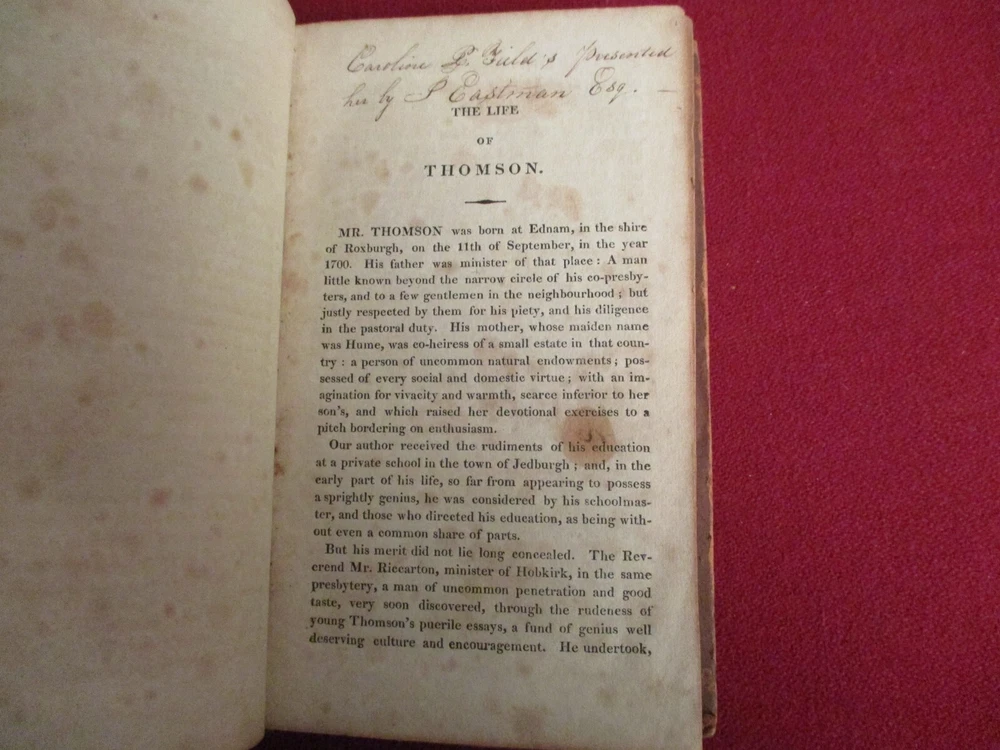 Caroline P. Field's Presented
her by S Eastman Esq. —
THE LIFE
OF
THOMSON.
MR. THOMSON was born at Ednam, in the shire
of Roxburgh, on the 11th of September, in the year
1700. His father was minister of that place : A man
little known beyond the narrow circle of his co-presby-
ters, and to a few gentlemen in the neighbourhood ; but
justly respected by them for his piety, and his diligence
in the pastoral duty. His mother, whose maiden name
was Hume, was co-heiress of a small estate in that coun-
try : a person of uncommon natural endowments ; pos-
sessed of every social and domestic virtue ; with an im-
agination for vivacity and warmth, scarce inferior to her
son's, and which raised her devotional exercises to a
pitch bordering on enthusiasm.
Our author received the rudiments of his education
at a private school in the town of Jedburgh ; and, in the
early part of his life, so far from appearing to possess
a sprightly genins, he was considered by his schoolmas-
ter, and those who directed his education, as being with-
out even a common share of parts.
But his merit did not lie long concealed. The Rev-
erend Mr. Riccarton, minister of Hobkirk, in the same
presbytery, a man of uncommon penetration and good
taste, very soon discovered, through the rudeness of
young Thomson's puerile essays, a fund of genius well
deserving culture and encouragement. He undertook,